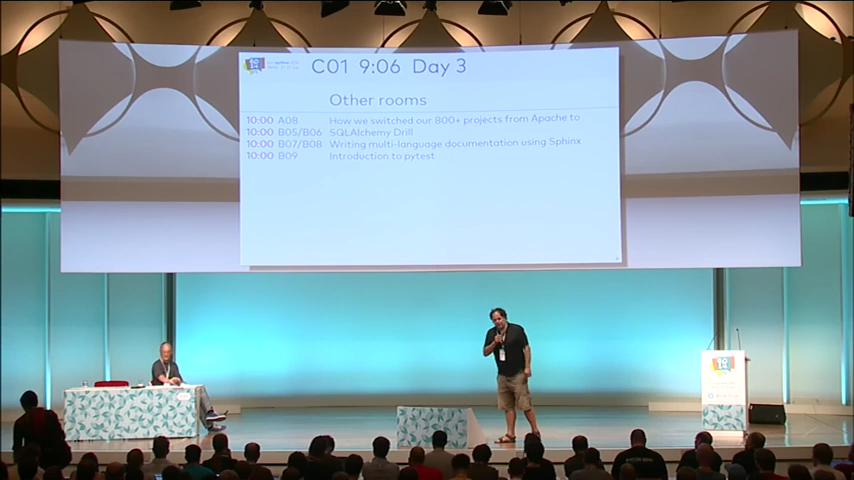 C01 9:06 Day 3
Other rooms
10:00 A08 How we switched our 800+ projects from Apache to
10:00 B05/B06 SQLAlchemy Drill
10:00 B07/B08 Writing multi-language documentation using Sphinx
10:00 B09 Introduction to pytest